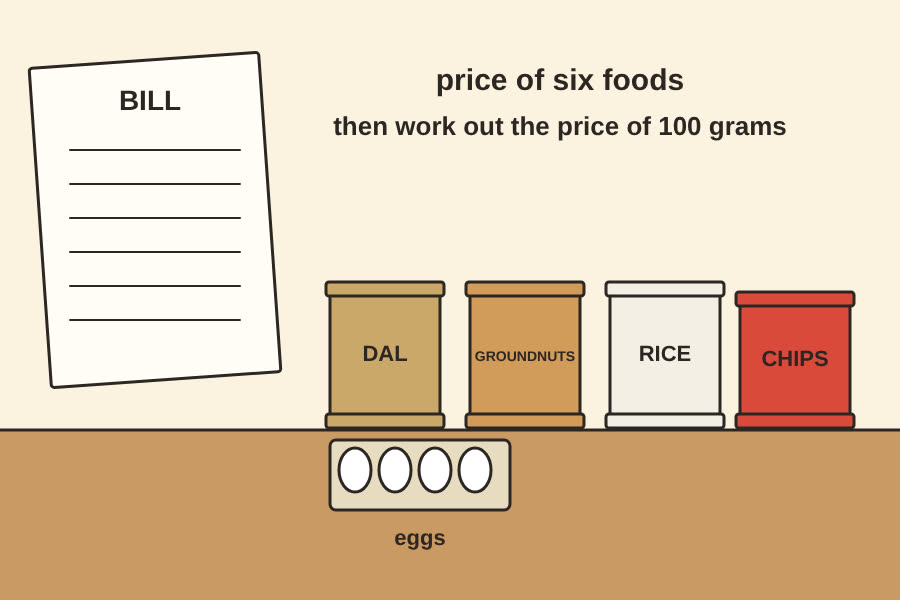 BILL
price of six foods
then work out the price of 100 grams
DAL
GROUNDNUTS
RICE
CHIPS
eggs